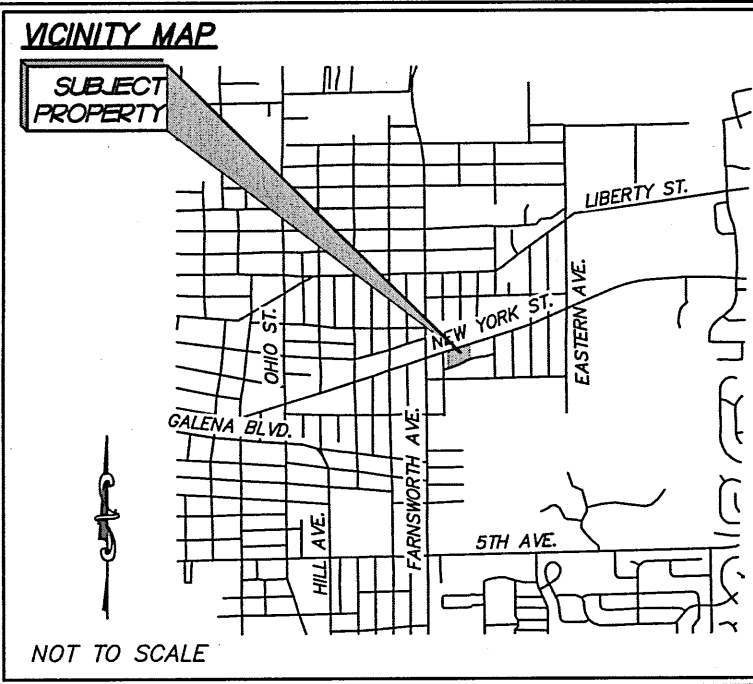 VICINITY MAP
SUBJECT
PROPERTY
LIBERTY ST.
EASTERN AVE.
NEW YORK ST.
OHIO ST.
GALENA BLVD.
FARNSWORTH AVE.
HILL AVE.
5TH AVE.
NOT TO SCALE